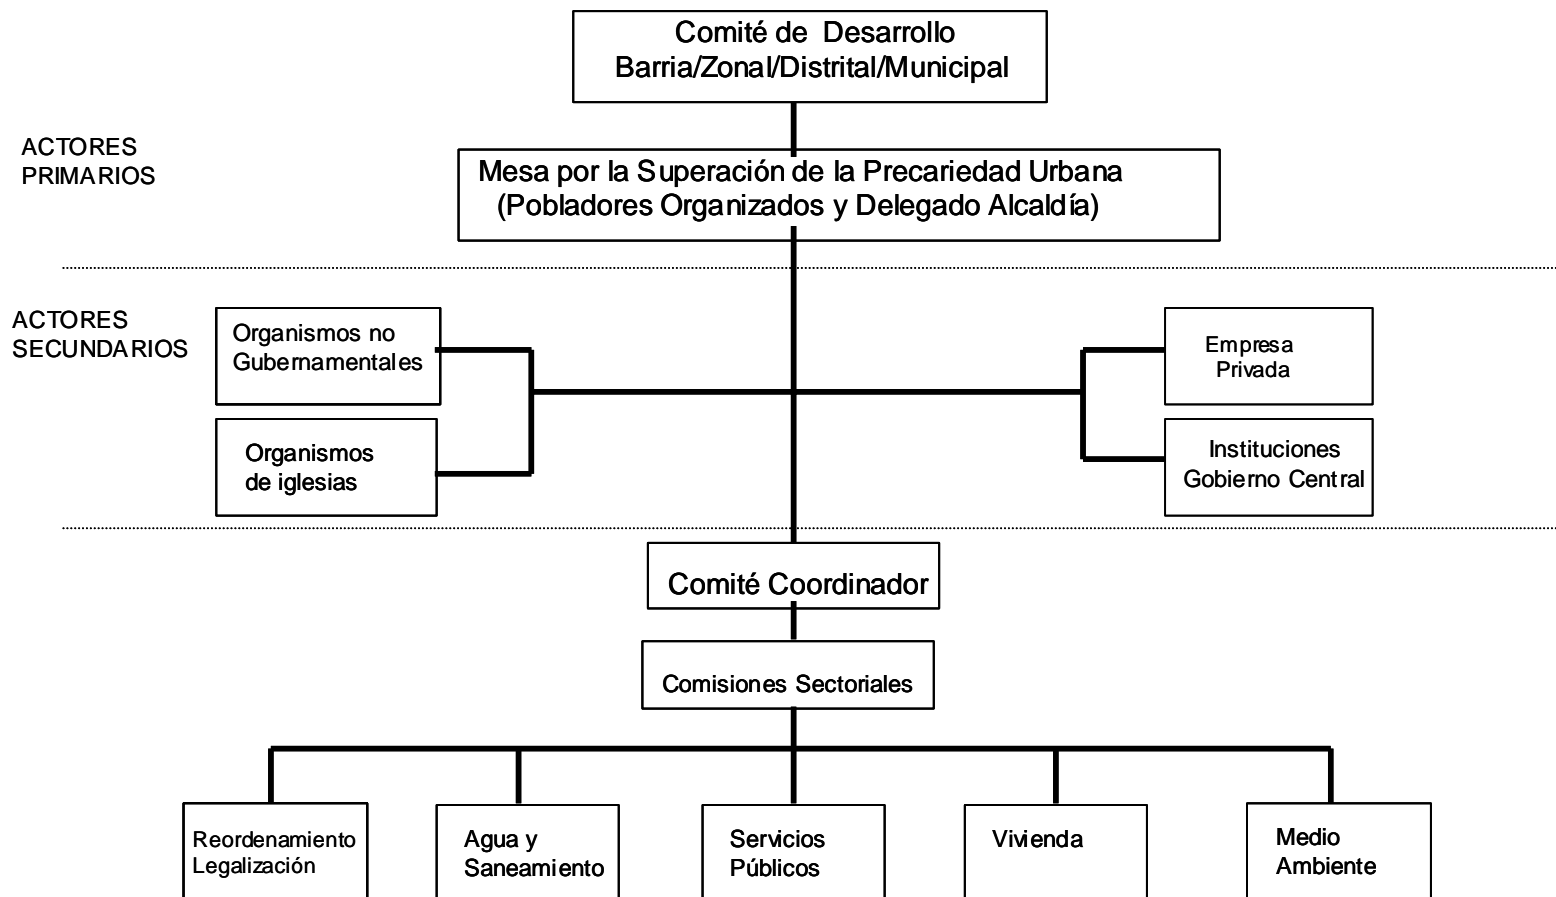 Comité de Desarrollo
Barria/Zonal/Distrital/Municipal
ACTORES
PRIMARIOS
Mesa por la Superación de la Precariedad Urbana
(Pobladores Organizados y Delegado Alcaldía)
ACTORES
SECUNDARIOS
Organismos no
Gubernamentales
Empresa
Privada
Organismos
de iglesias
Instituciones
Gobierno Central
Comité Coordinador
Comisiones Sectoriales
Reordenamiento
Legalización
Agua y
Saneamiento
Servicios
Públicos
Vivienda
Medio
Ambiente